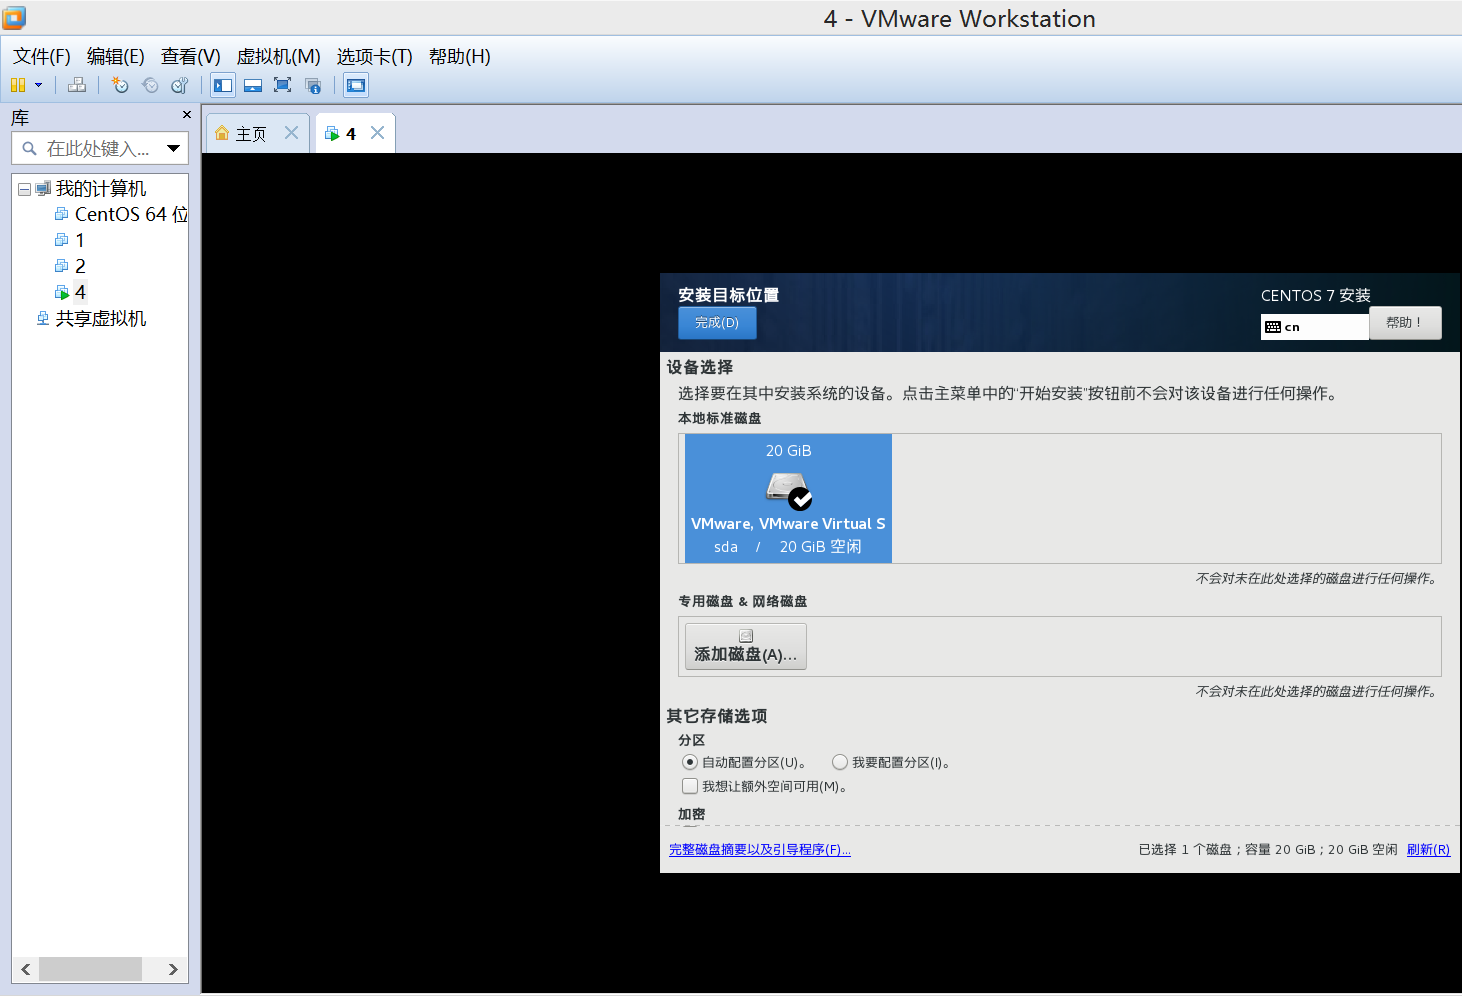 4 - VMware Workstation
文件(F) 编辑(E) 查看(V) 虚拟机(M) 选项卡(T) 帮助(H)
库
在此处键入...
我的计算机
CentOS 64 位
1
2
4
共享虚拟机
主页
4
安装目标位置
完成(D)
CENTOS 7 安装
cn
帮助！
设备选择
选择要在其中安装系统的设备。点击主菜单中的“开始安装”按钮前不会对该设备进行任何操作。
本地标准磁盘
20 GiB
VMware, VMware Virtual S
sda / 20 GiB 空闲
不会对未在此处选择的磁盘进行任何操作。
专用磁盘 & 网络磁盘
添加磁盘(A)...
不会对未在此处选择的磁盘进行任何操作。
其它存储选项
分区
自动配置分区(U)。 我要配置分区(I)。
我想让额外空间可用(M)。
加密
完整磁盘摘要以及引导程序(F)...
已选择 1 个磁盘；容量 20 GiB；20 GiB 空闲 刷新(R)